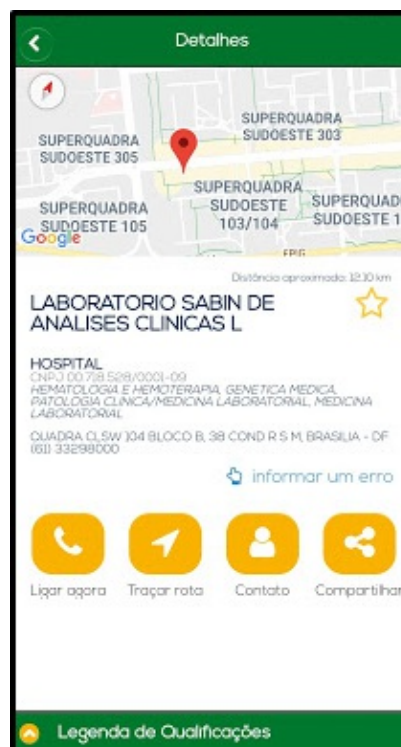 Detalhes
SUPERQUADRA
SUDOESTE 303
SUPERQUADRA
SUDOESTE 305
SUPERQUADRA
SUDOESTE
103/104
SUPERQUAD
SUDOESTE 1
SUPERQUADRA
SUDOESTE 105
Google
EPIG
Distância aproximada: 12.10 km
LABORATORIO SABIN DE
ANALISES CLINICAS L
HOSPITAL
CNPJ 00.718.528/0001-09
HEMATOLOGIA E HEMOTERAPIA, GENETICA MEDICA,
PATOLOGIA CLINICA/MEDICINA LABORATORIAL, MEDICINA
LABORATORIAL
QUADRA CLSW 104 BLOCO B, 38 COND R S M, BRASILIA - DF
(61) 33298000
informar um erro
Ligar agora Traçar rota Contato Compartilhar
Legenda de Qualificações